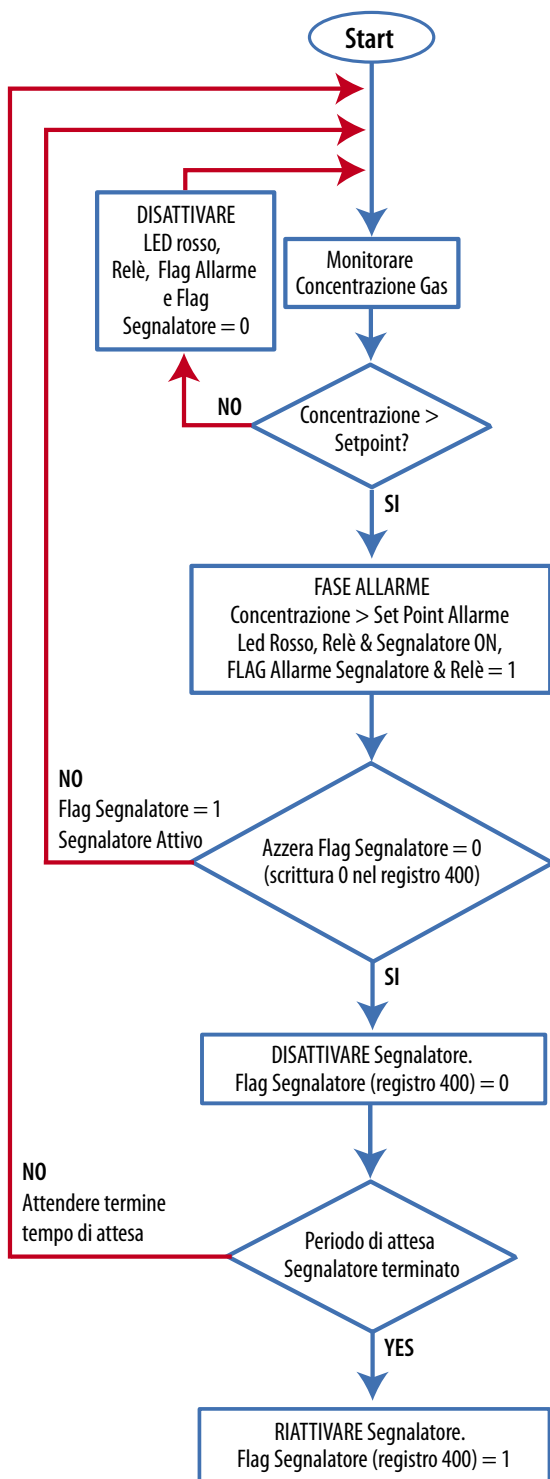 Start
DISATTIVARE
LED rosso,
Relè, Flag Allarme
e Flag
Segnalatore = 0
Monitorare
Concentrazione Gas
NO
Concentrazione >
Setpoint?
SI
FASE ALLARME
Concentrazione > Set Point Allarme
Led Rosso, Relè & Segnalatore ON,
FLAG Allarme Segnalatore & Relè = 1
NO
Flag Segnalatore = 1
Segnalatore Attivo
Azzera Flag Segnalatore = 0
(scrittura 0 nel registro 400)
SI
DISATTIVARE Segnalatore.
Flag Segnalatore (registro 400) = 0
NO
Attendere termine
tempo di attesa
Periodo di attesa
Segnalatore terminato
YES
RIATTIVARE Segnalatore.
Flag Segnalatore (registro 400) = 1